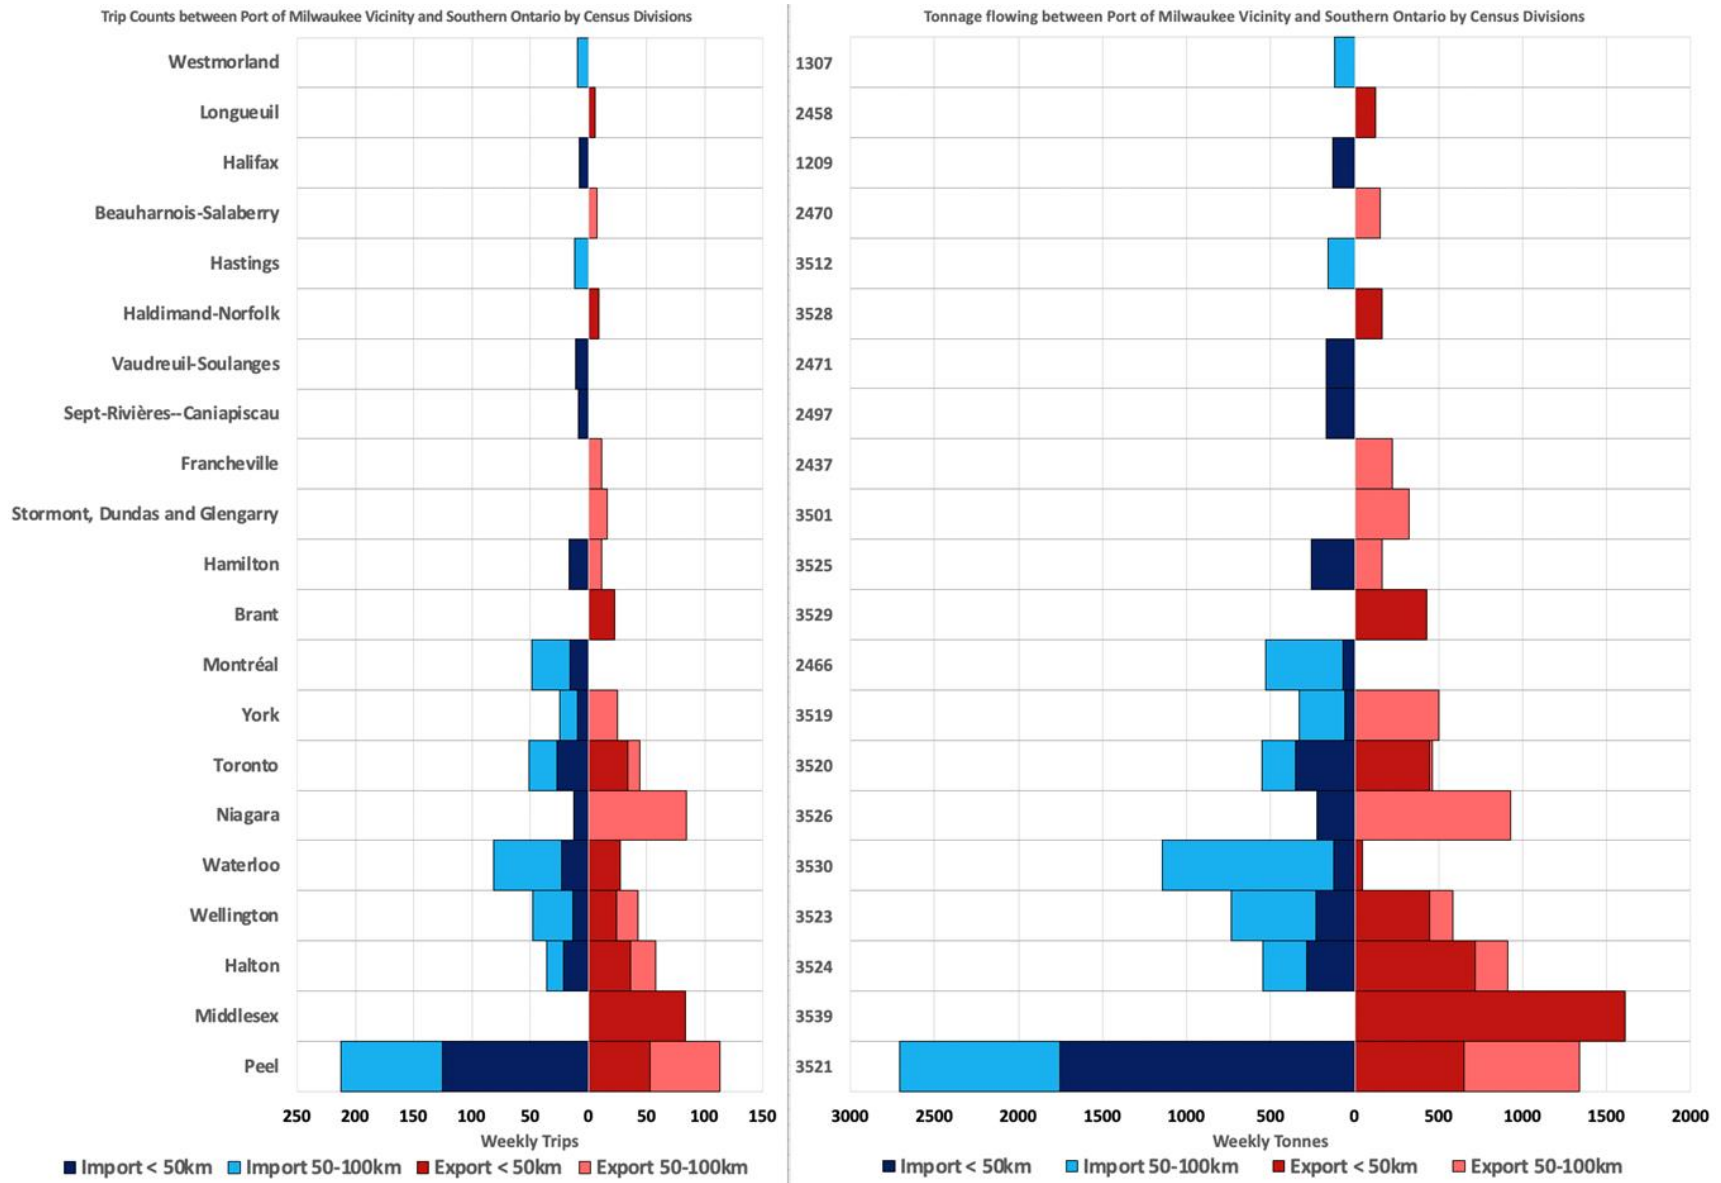 Trip Counts between Port of Milwaukee Vicinity and Southern Ontario by Census Divisions
Tonnage flowing between Port of Milwaukee Vicinity and Southern Ontario by Census Divisions
Westmorland 1307
Longueuil 2458
Halifax 1209
Beauharnois-Salaberry 2470
Hastings 3512
Haldimand-Norfolk 3528
Vaudreuil-Soulanges 2471
Sept-Rivières--Caniapiscau 2497
Francheville 2437
Stormont, Dundas and Glengarry 3501
Hamilton 3525
Brant 3529
Montréal 2466
York 3519
Toronto 3520
Niagara 3526
Waterloo 3530
Wellington 3523
Halton 3524
Middlesex 3539
Peel 3521
250 200 150 100 50 0 50 100 150
3000 2500 2000 1500 1000 500 0 500 1000 1500 2000
Weekly Trips
Weekly Tonnes
Import < 50km Import 50-100km Export < 50km Export 50-100km
Import < 50km Import 50-100km Export < 50km Export 50-100km